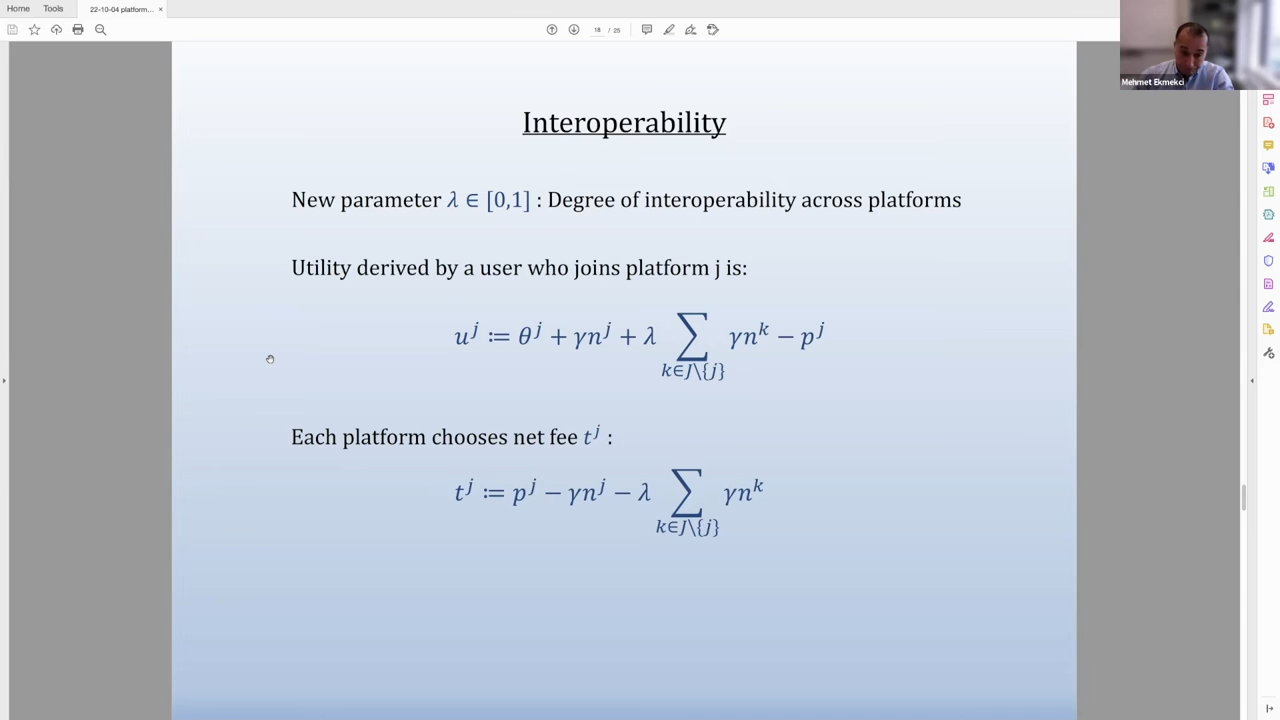 Home
Tools
22-10-04 platform...
18 / 25
Mehmet Ekmekci
Interoperability
New parameter λ ∈ [0,1] : Degree of interoperability across platforms
Utility derived by a user who joins platform j is:
u^j ≔ θ^j + γn^j + λ ∑_{k∈J\{j}} γn^k − p^j
Each platform chooses net fee t^j :
t^j ≔ p^j − γn^j − λ ∑_{k∈J\{j}} γn^k